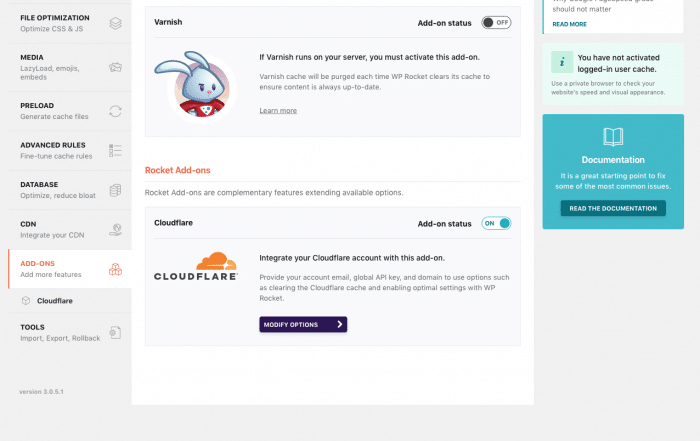 FILE OPTIMIZATION
Optimize CSS & JS
MEDIA
LazyLoad, emojis,
embeds
PRELOAD
Generate cache files
ADVANCED RULES
Fine-tune cache rules
DATABASE
Optimize, reduce bloat
CDN
Integrate your CDN
ADD-ONS
Add more features
Cloudflare
TOOLS
Import, Export, Rollback
version 3.0.5.1
Varnish
Add-on status
OFF
If Varnish runs on your server, you must activate this add-on.
Varnish cache will be purged each time WP Rocket clears its cache to
ensure content is always up-to-date.
Learn more
Rocket Add-ons
Rocket Add-ons are complementary features extending available options.
Cloudflare
Add-on status
ON
CLOUDFLARE
Integrate your Cloudflare account with this add-on.
Provide your account email, global API key, and domain to use options such
as clearing the Cloudflare cache and enabling optimal settings with WP
Rocket.
MODIFY OPTIONS
should not matter
READ MORE
You have not activated
logged-in user cache.
Use a private browser to check your
website's speed and visual appearance.
Documentation
It is a great starting point to fix
some of the most common issues.
READ THE DOCUMENTATION